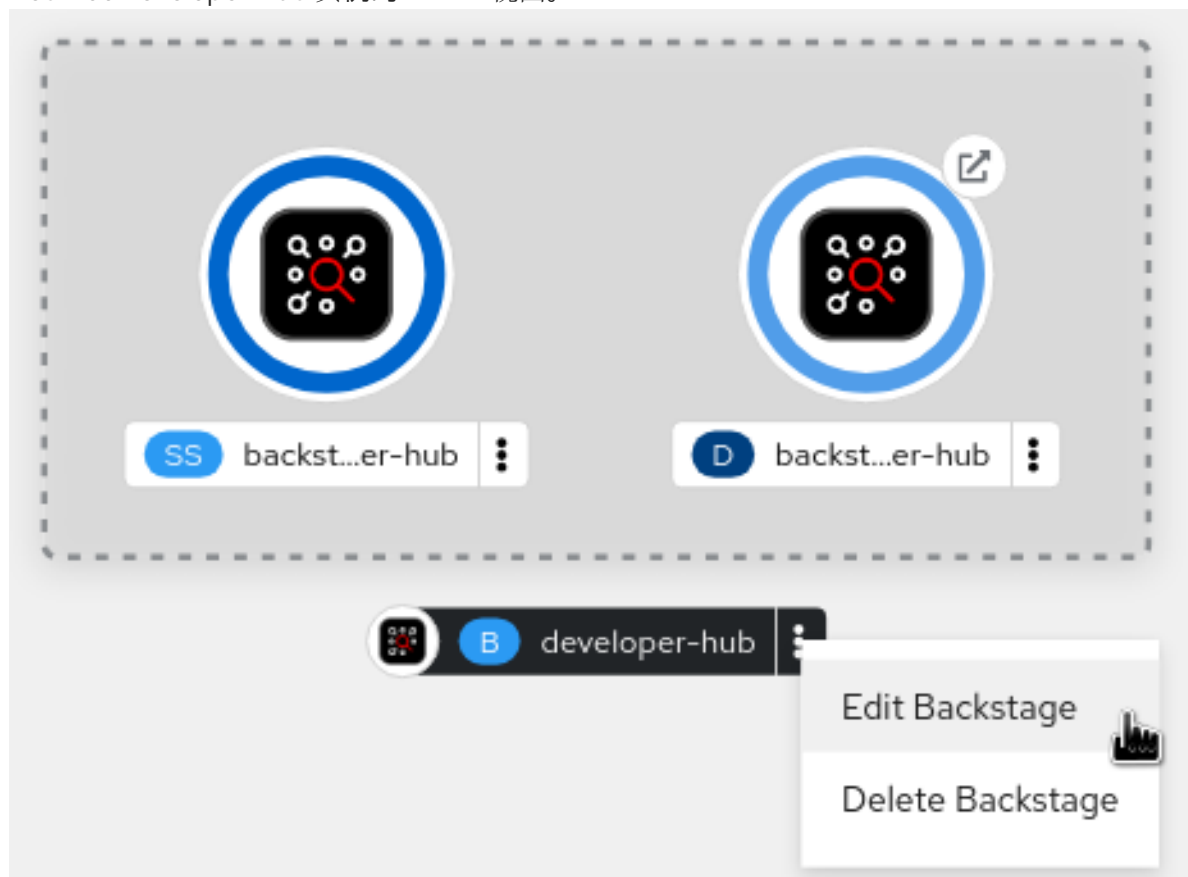 SS backst...er-hub
D backst...er-hub
B developer-hub
Edit Backstage
Delete Backstage